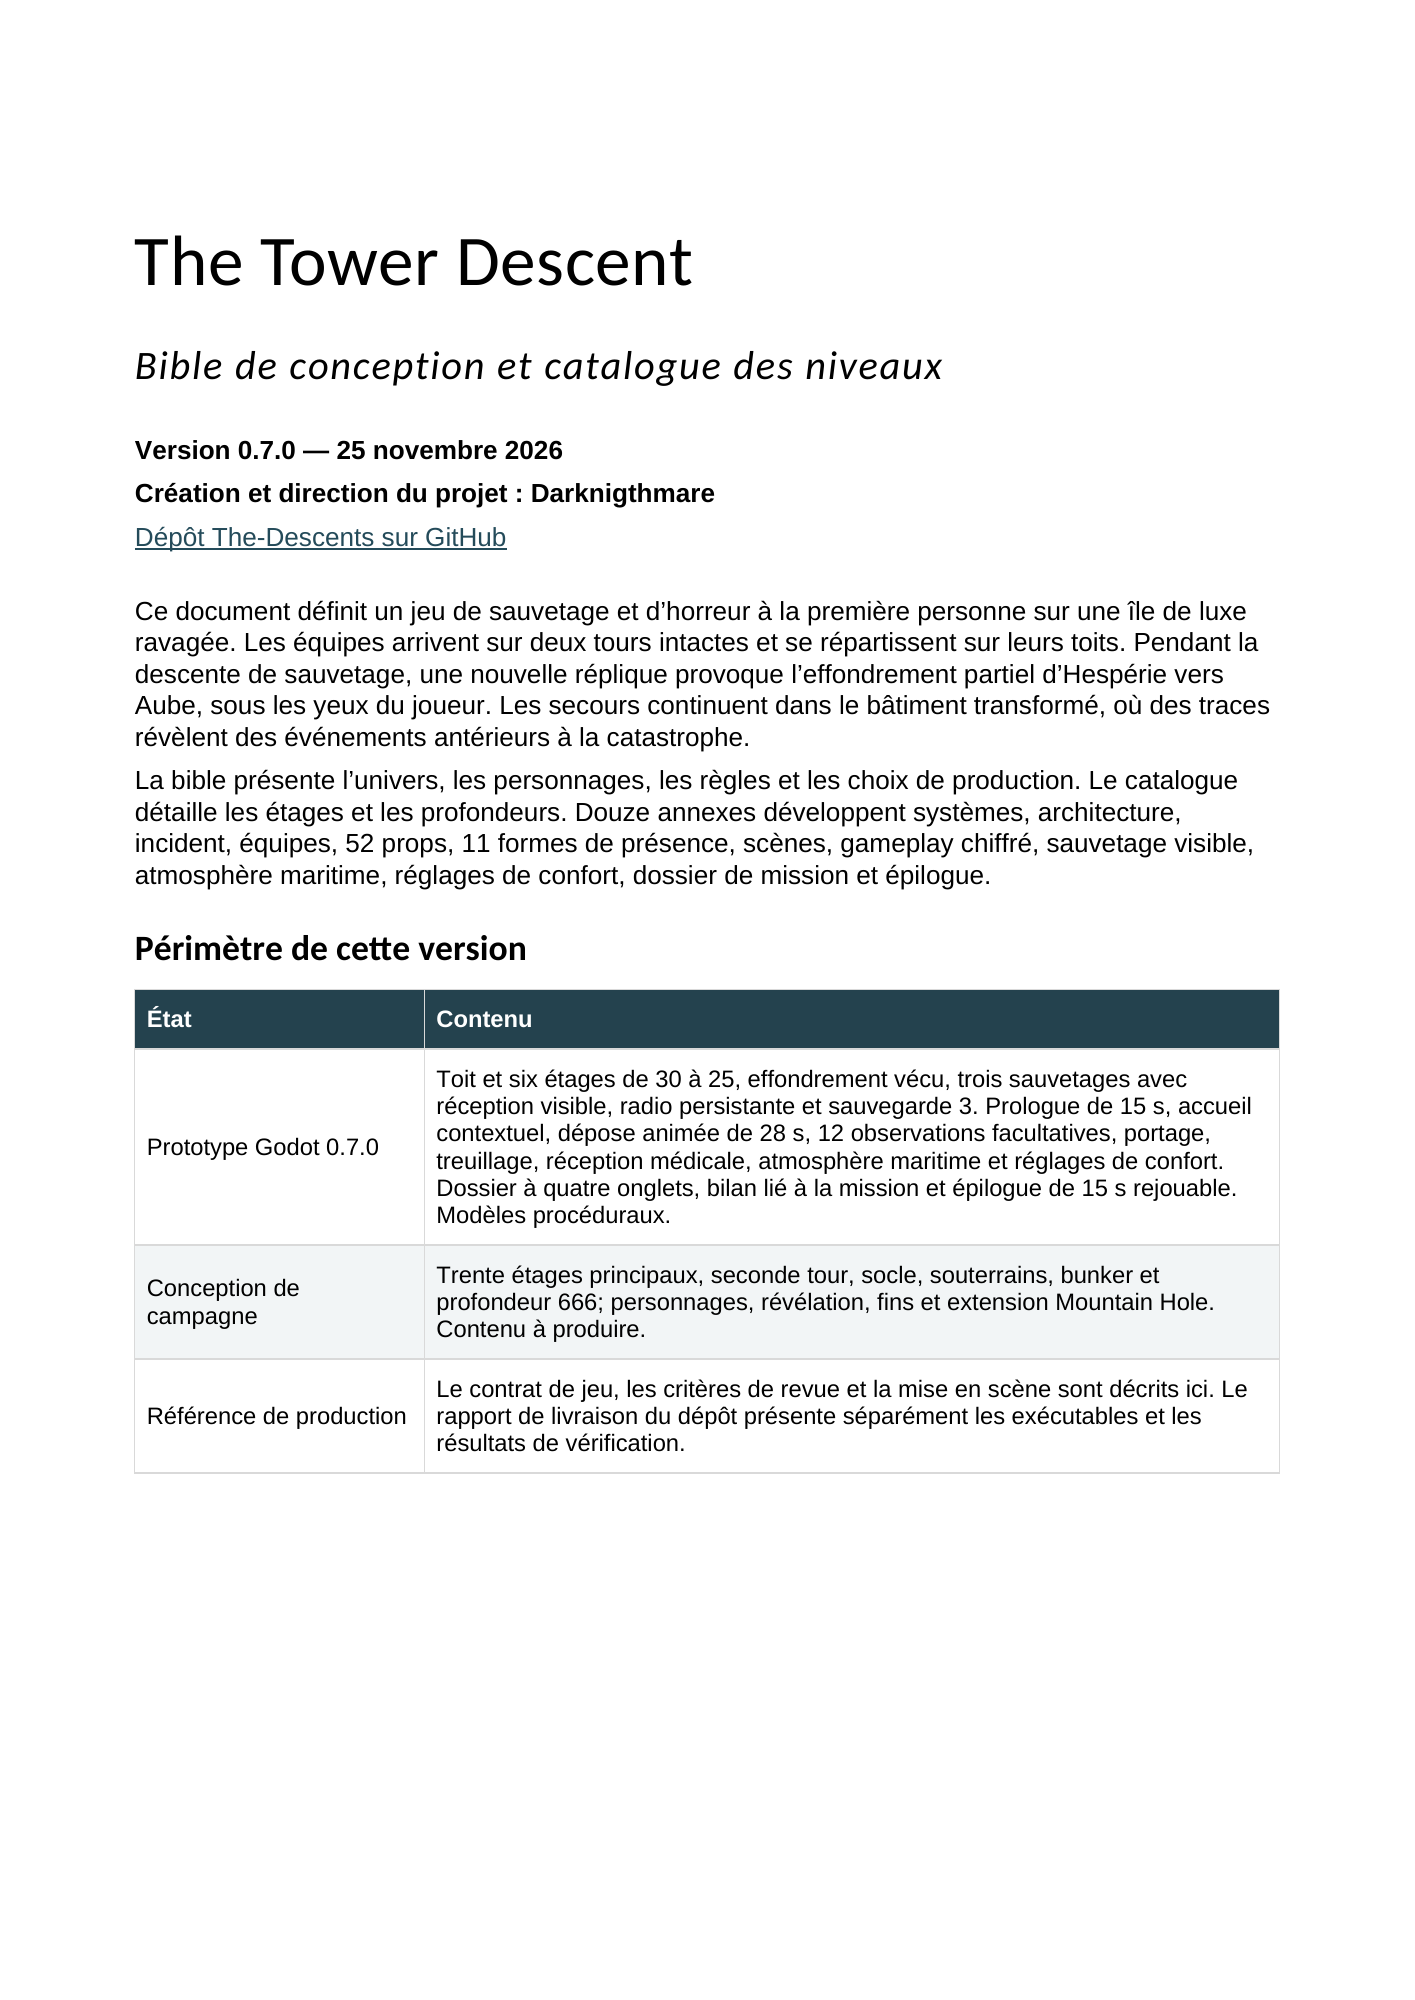 The Tower Descent
Bible de conception et catalogue des niveaux
Version 0.7.0 — 25 novembre 2026
Création et direction du projet : Darknigthmare
Dépôt The-Descents sur GitHub
Ce document définit un jeu de sauvetage et d’horreur à la première personne sur une île de luxe
ravagée. Les équipes arrivent sur deux tours intactes et se répartissent sur leurs toits. Pendant la
descente de sauvetage, une nouvelle réplique provoque l’effondrement partiel d’Hespérie vers
Aube, sous les yeux du joueur. Les secours continuent dans le bâtiment transformé, où des traces
révèlent des événements antérieurs à la catastrophe.
La bible présente l’univers, les personnages, les règles et les choix de production. Le catalogue
détaille les étages et les profondeurs. Douze annexes développent systèmes, architecture,
incident, équipes, 52 props, 11 formes de présence, scènes, gameplay chiffré, sauvetage visible,
atmosphère maritime, réglages de confort, dossier de mission et épilogue.
Périmètre de cette version
État
Contenu
Prototype Godot 0.7.0
Toit et six étages de 30 à 25, effondrement vécu, trois sauvetages avec
réception visible, radio persistante et sauvegarde 3. Prologue de 15 s, accueil
contextuel, dépose animée de 28 s, 12 observations facultatives, portage,
treuillage, réception médicale, atmosphère maritime et réglages de confort.
Dossier à quatre onglets, bilan lié à la mission et épilogue de 15 s rejouable.
Modèles procéduraux.
Conception de
campagne
Trente étages principaux, seconde tour, socle, souterrains, bunker et
profondeur 666; personnages, révélation, fins et extension Mountain Hole.
Contenu à produire.
Référence de production
Le contrat de jeu, les critères de revue et la mise en scène sont décrits ici. Le
rapport de livraison du dépôt présente séparément les exécutables et les
résultats de vérification.